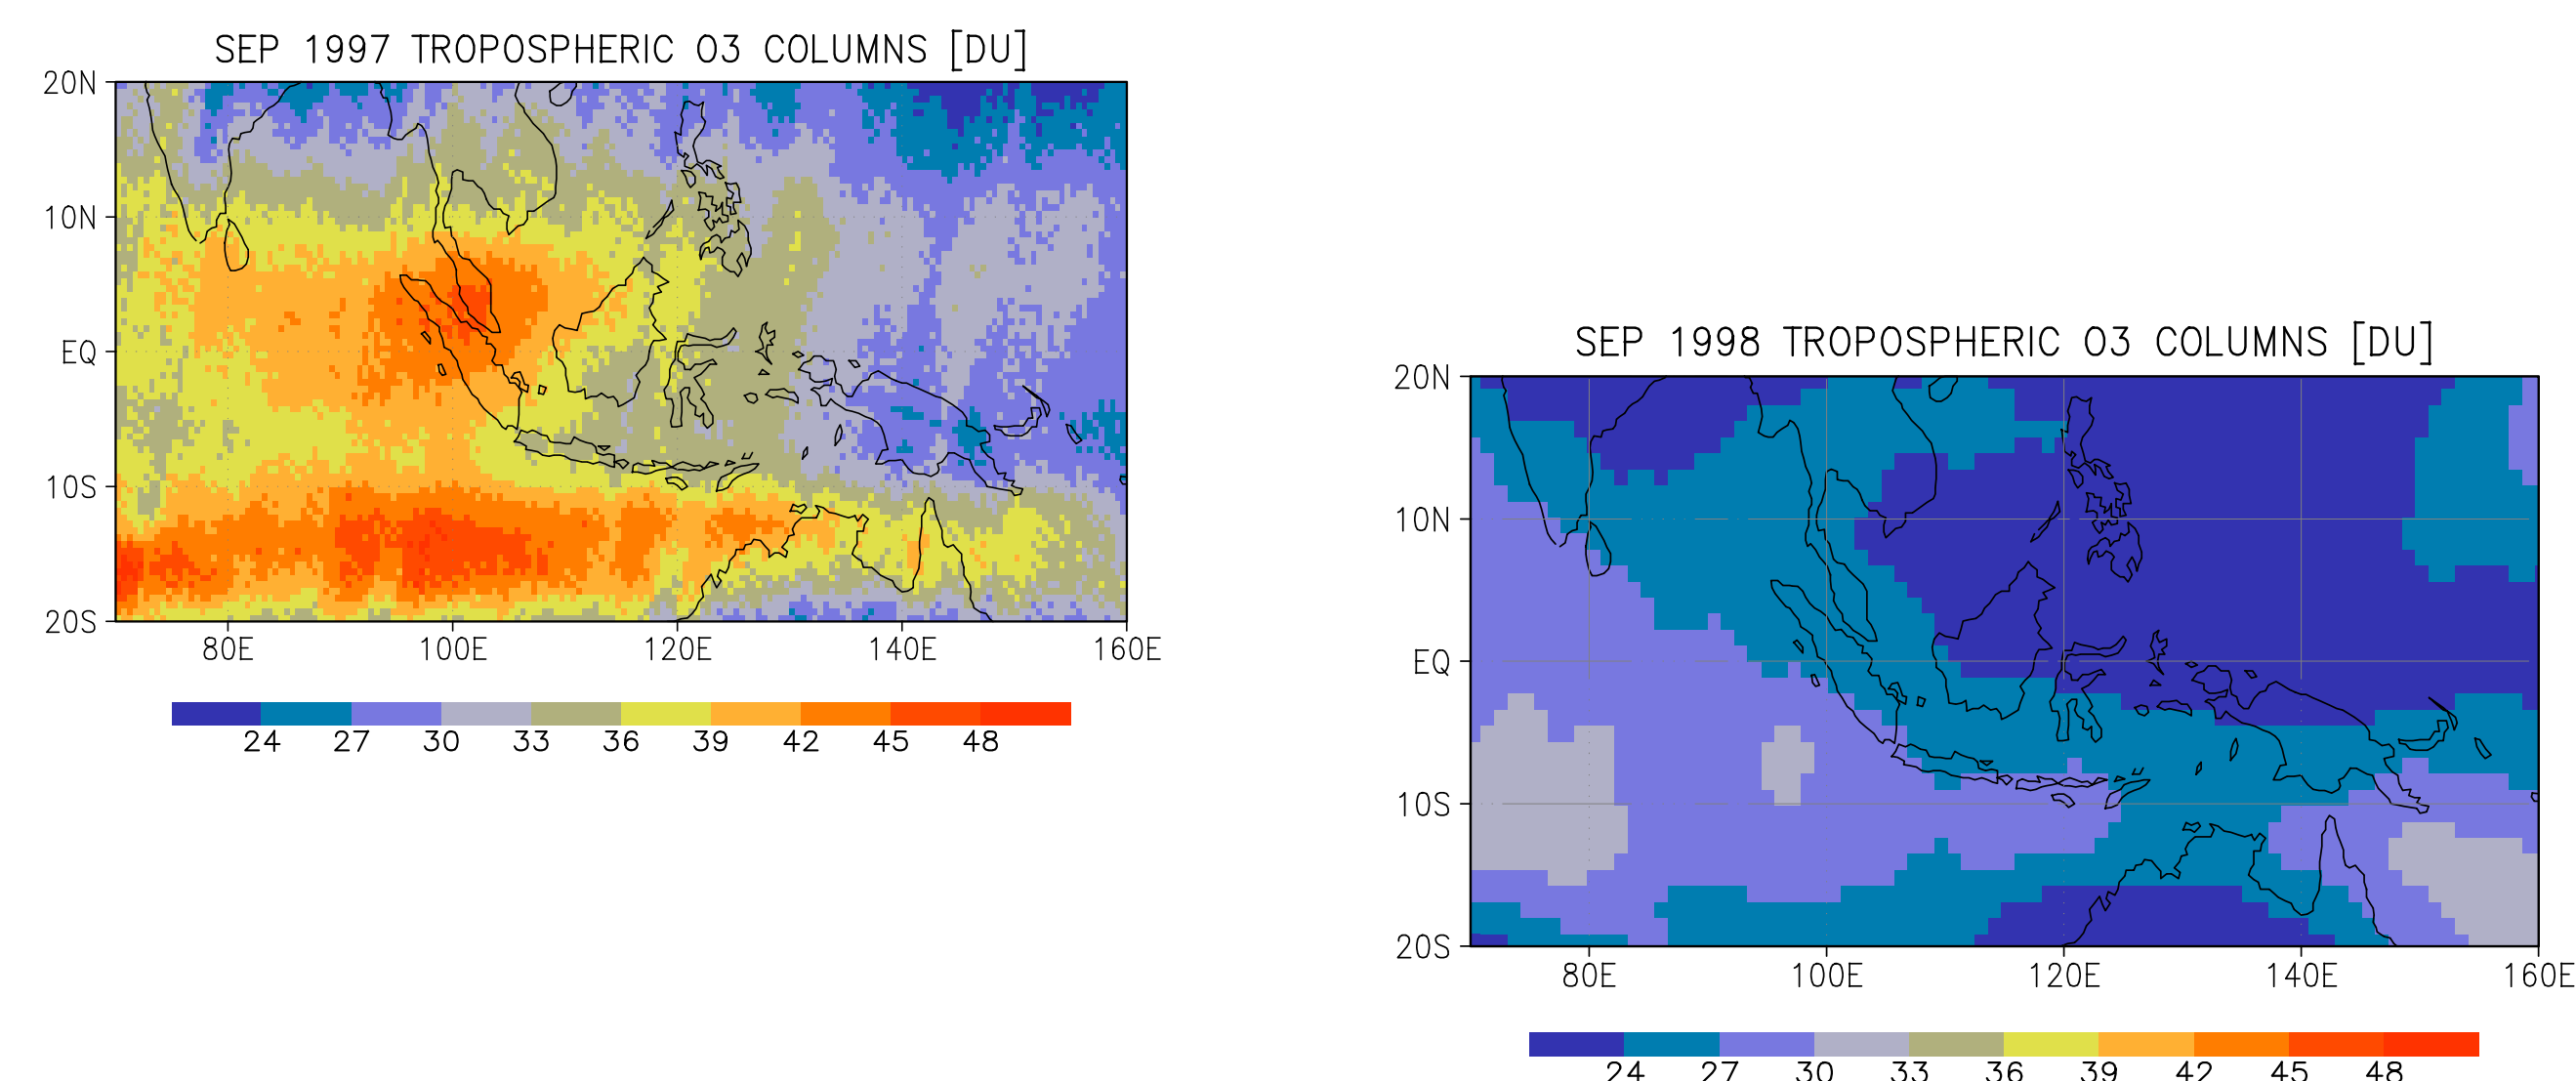 SEP 1997 TROPOSPHERIC O3 COLUMNS [DU]
20N
10N
EQ
10S
20S
80E 100E 120E 140E 160E
24 27 30 33 36 39 42 45 48
SEP 1998 TROPOSPHERIC O3 COLUMNS [DU]
20N
10N
EQ
10S
20S
80E 100E 120E 140E 160E
24 27 30 33 36 39 42 45 48